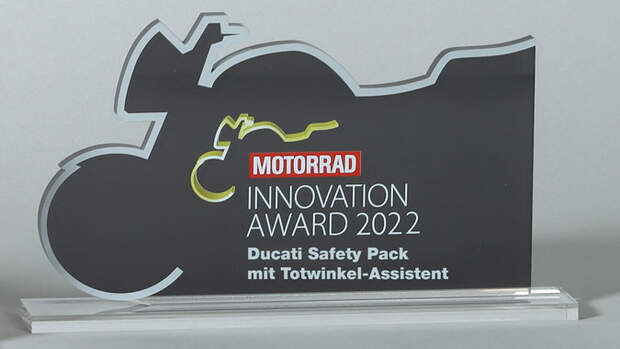 MOTORRAD
INNOVATION
AWARD 2022
Ducati Safety Pack
mit Totwinkel-Assistent